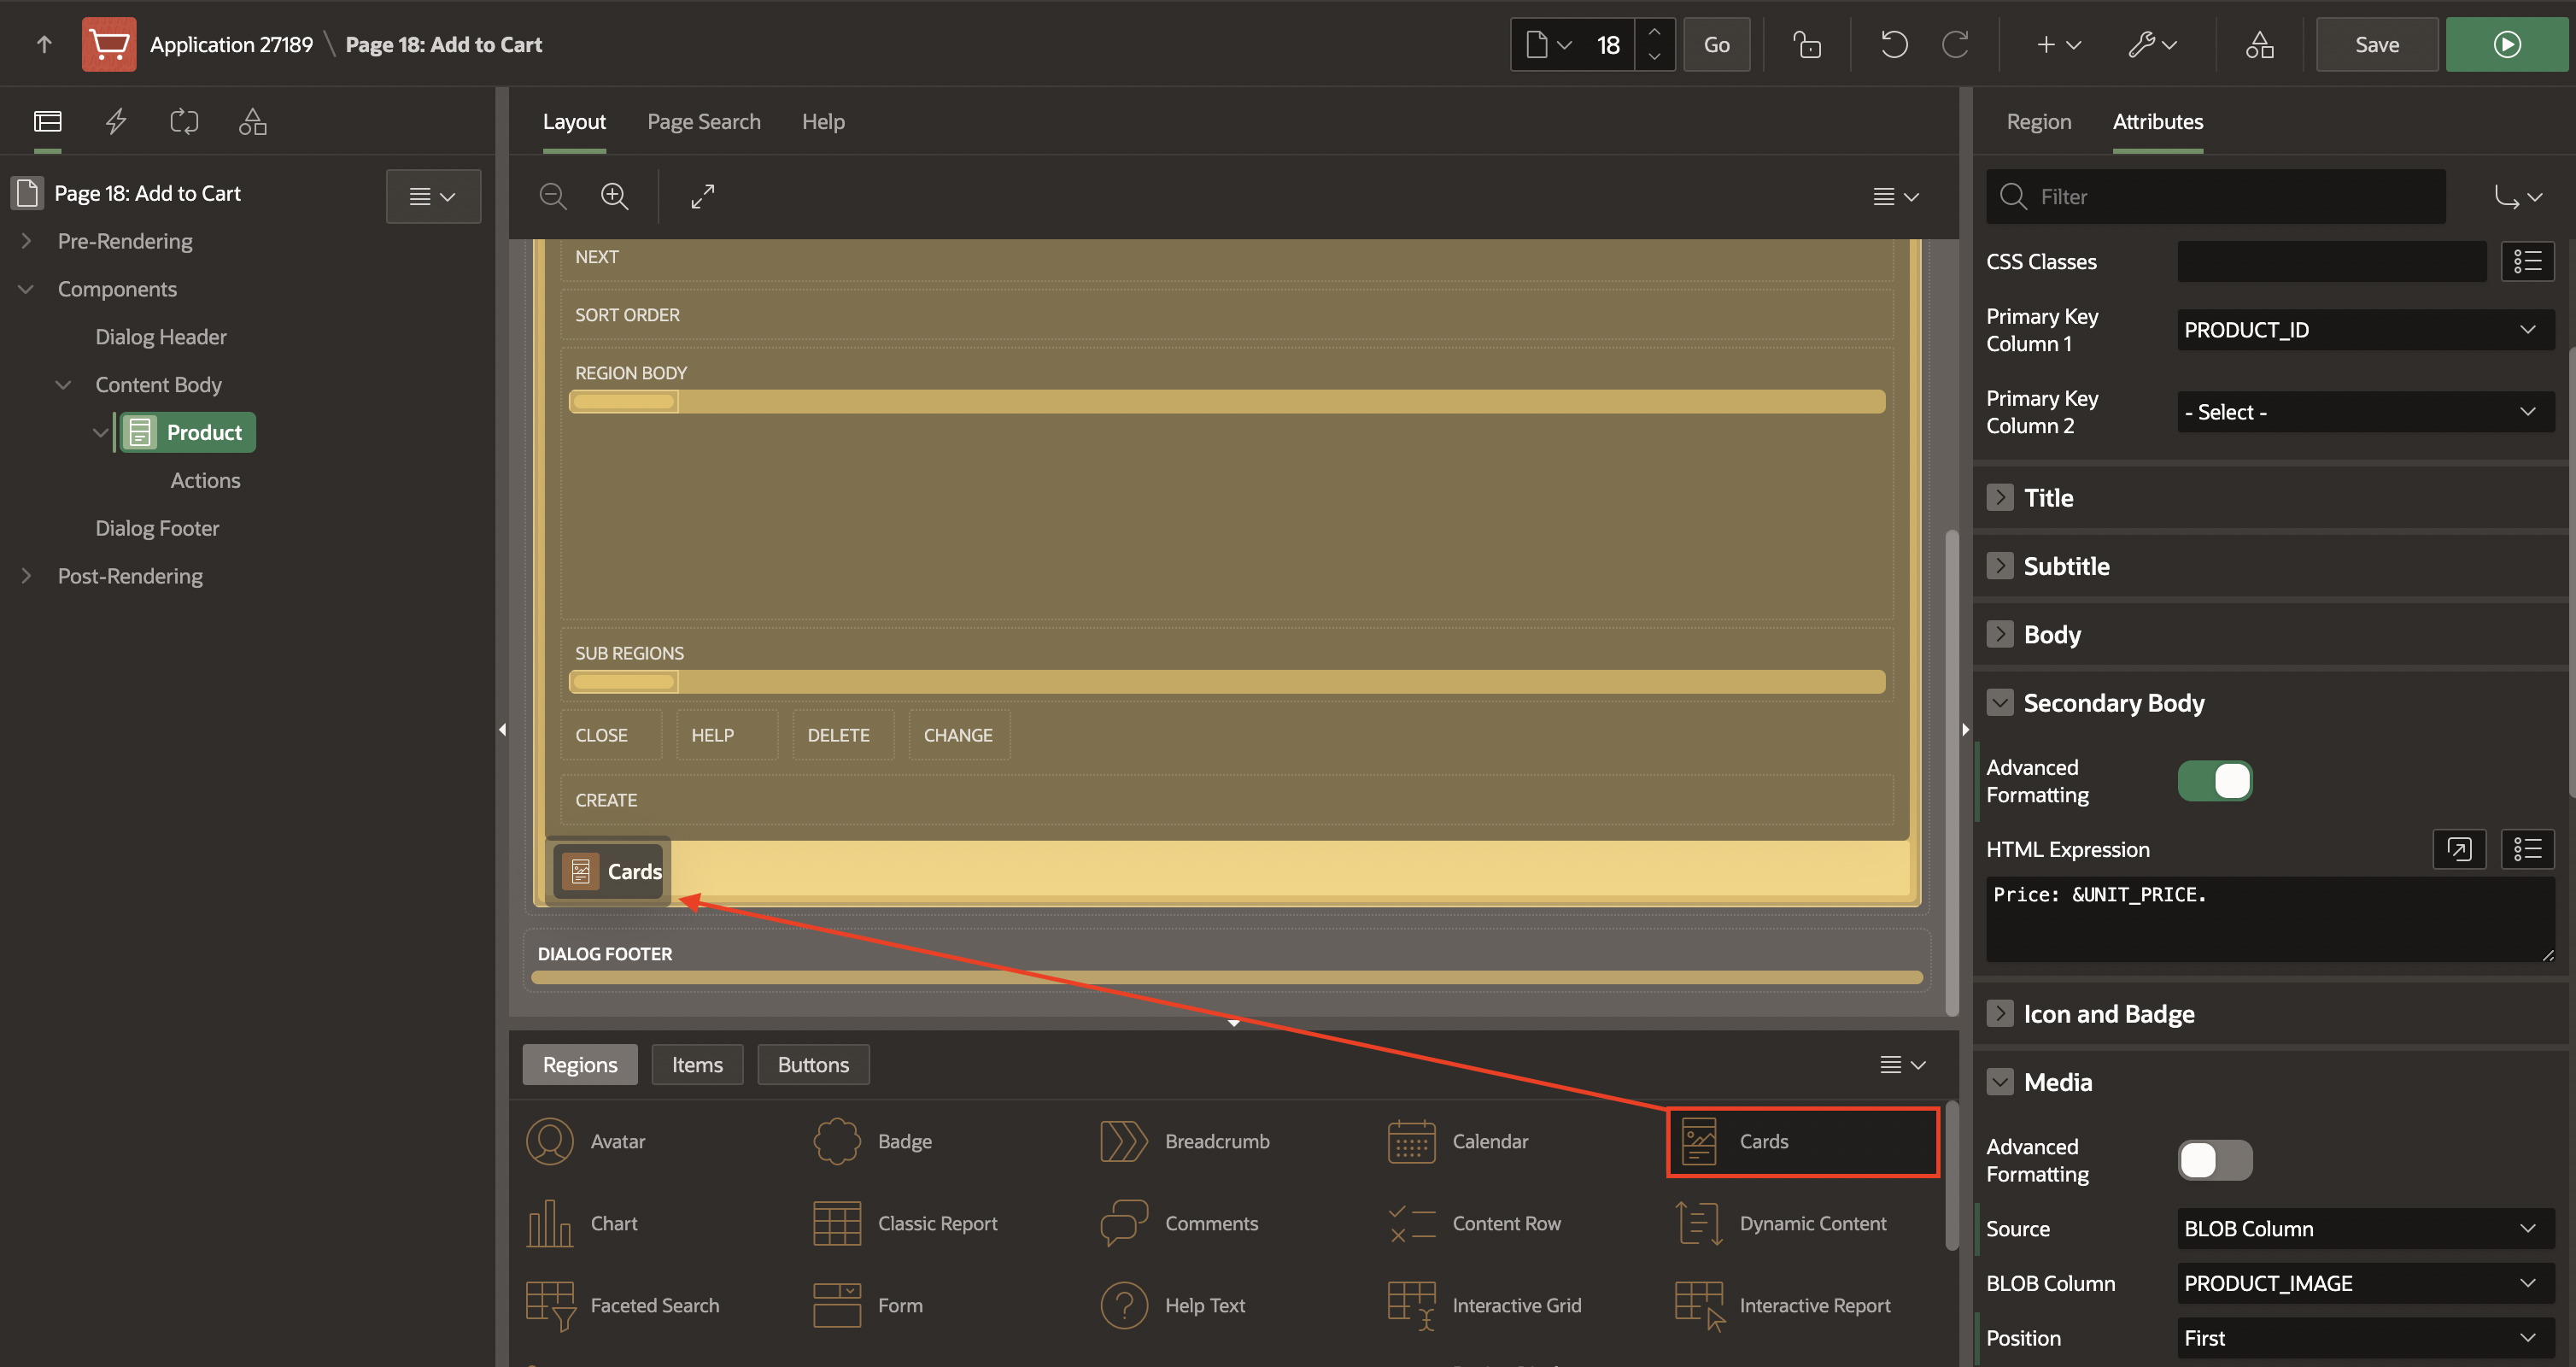 Application 27189 \ Page 18: Add to Cart
18
Go
Save
Page 18: Add to Cart
Pre-Rendering
Components
Dialog Header
Content Body
Product
Actions
Dialog Footer
Post-Rendering
Layout
Page Search
Help
NEXT
SORT ORDER
REGION BODY
SUB REGIONS
CLOSE
HELP
DELETE
CHANGE
CREATE
Cards
DIALOG FOOTER
Regions
Items
Buttons
Avatar
Badge
Breadcrumb
Calendar
Cards
Chart
Classic Report
Comments
Content Row
Dynamic Content
Faceted Search
Form
Help Text
Interactive Grid
Interactive Report
Region
Attributes
Filter
CSS Classes
Primary Key
Column 1
PRODUCT_ID
Primary Key
Column 2
- Select -
Title
Subtitle
Body
Secondary Body
Advanced
Formatting
HTML Expression
Price: &UNIT_PRICE.
Icon and Badge
Media
Advanced
Formatting
Source
BLOB Column
BLOB Column
PRODUCT_IMAGE
Position
First